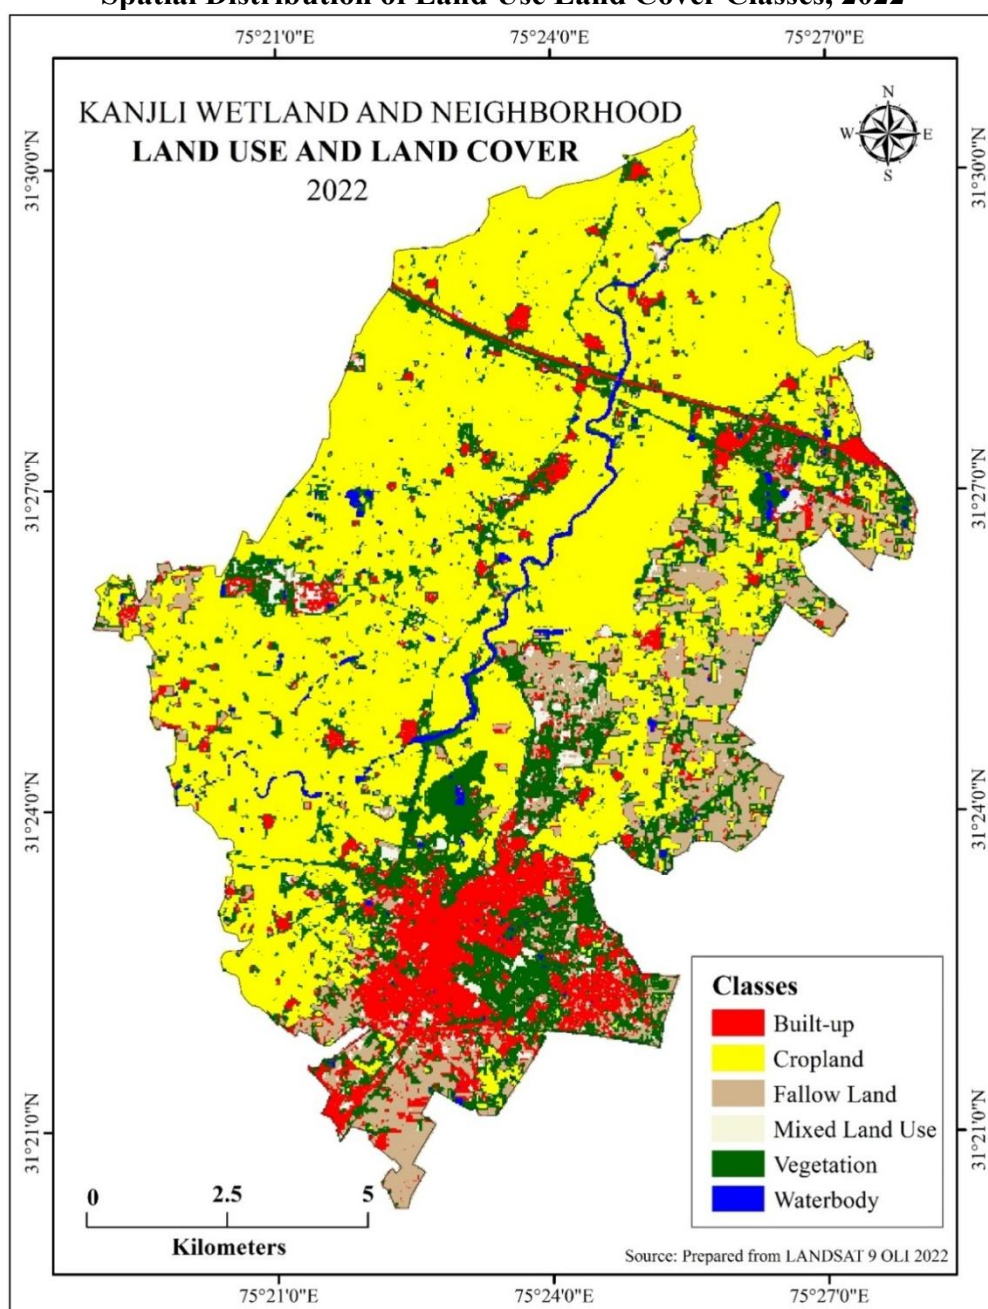 Spatial Distribution of Land Use Land Cover Classes, 2022
75°21'0"E 75°24'0"E 75°27'0"E
KANJLI WETLAND AND NEIGHBORHOOD
LAND USE AND LAND COVER
2022
N
W E
S
31°30'0"N 31°30'0"N
31°27'0"N 31°27'0"N
31°24'0"N 31°24'0"N
31°21'0"N 31°21'0"N
Classes
Built-up
Cropland
Fallow Land
Mixed Land Use
Vegetation
Waterbody
0 2.5 5
Kilometers
Source: Prepared from LANDSAT 9 OLI 2022
75°21'0"E 75°24'0"E 75°27'0"E